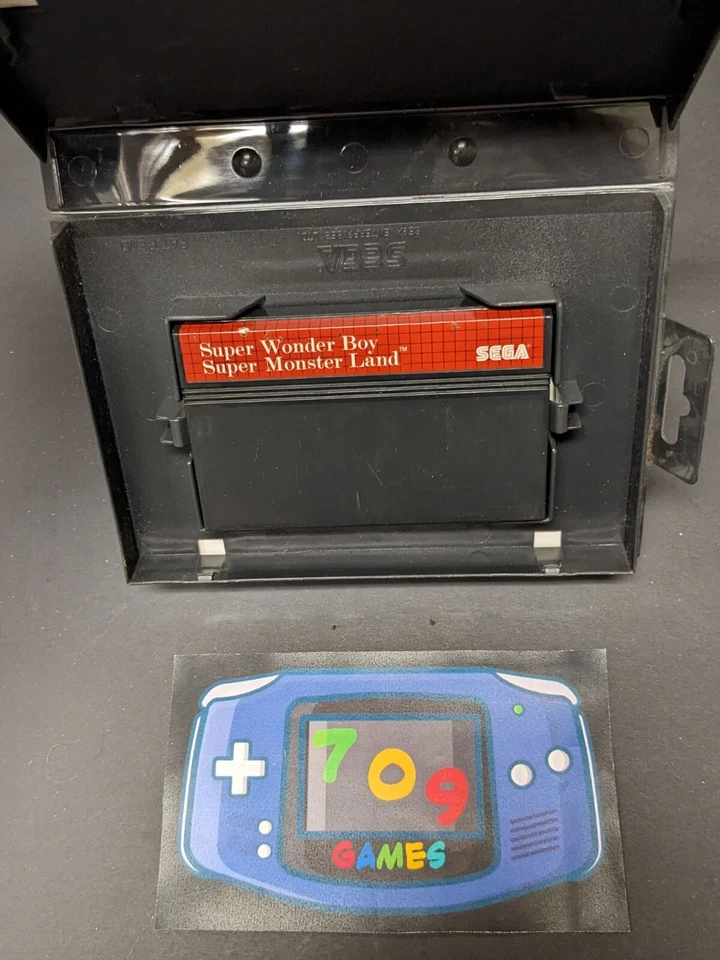 SEGA
Super Wonder Boy
Super Monster Land™
SEGA
709
GAMES